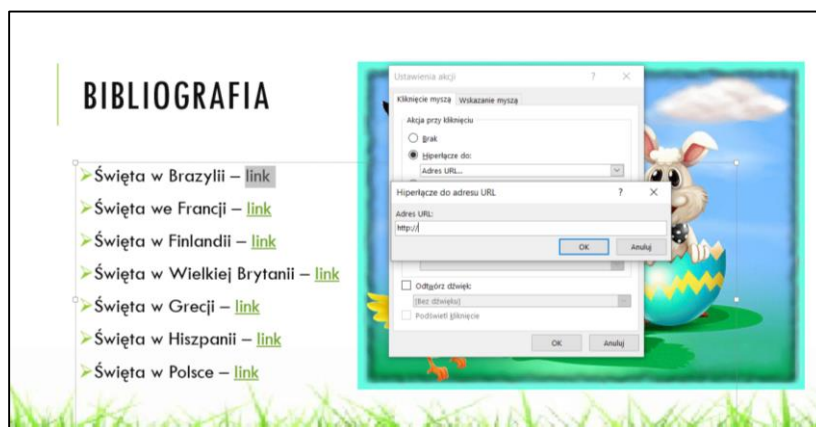 BIBLIOGRAFIA
Święta w Brazylii – link
Święta we Francji – link
Święta w Finlandii – link
Święta w Wielkiej Brytanii – link
Święta w Grecji – link
Święta w Hiszpanii – link
Święta w Polsce – link
Ustawienia akcji ? ×
Kliknięcie myszą Wskazanie myszą
Akcja przy kliknięciu
Brak
Hiperłącze do:
Adres URL...
Hiperłącze do adresu URL ? ×
Adres URL:
http://
OK Anuluj
Odtwórz dźwięk:
[Bez dźwięku]
Podświetl kliknięcie
OK Anuluj